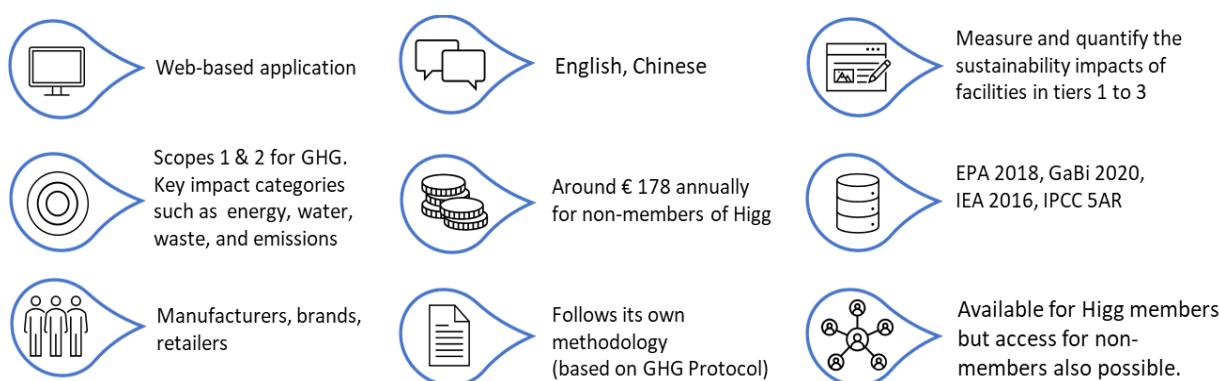 Web-based application
English, Chinese
Measure and quantify the
sustainability impacts of
facilities in tiers 1 to 3
Scopes 1 & 2 for GHG.
Key impact categories
such as energy, water,
waste, and emissions
Around € 178 annually
for non-members of Higg
EPA 2018, GaBi 2020,
IEA 2016, IPCC 5AR
Manufacturers, brands,
retailers
Follows its own
methodology
(based on GHG Protocol)
Available for Higg members
but access for non-
members also possible.